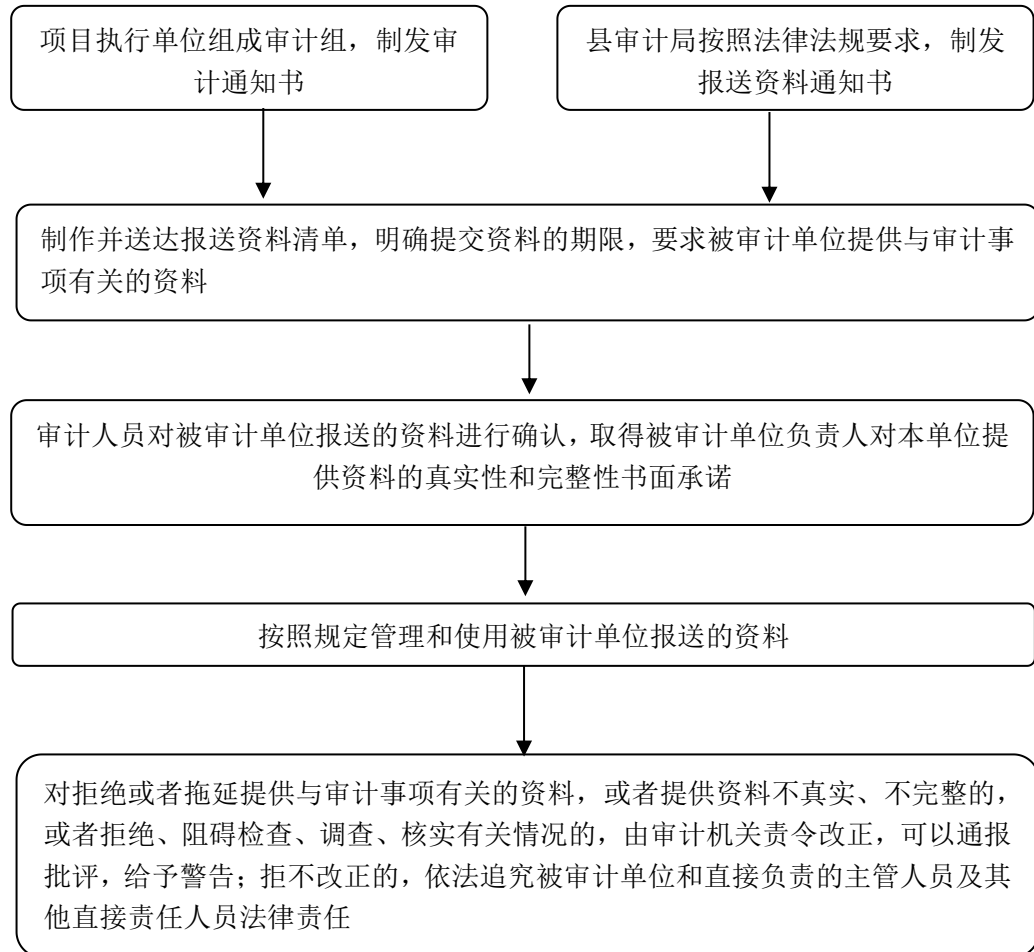 项目执行单位组成审计组，制发审
计通知书
县审计局按照法律法规要求，制发
报送资料通知书
制作并送达报送资料清单，明确提交资料的期限，要求被审计单位提供与审计事
项有关的资料
审计人员对被审计单位报送的资料进行确认，取得被审计单位负责人对本单位提
供资料的真实性和完整性书面承诺
按照规定管理和使用被审计单位报送的资料
对拒绝或者拖延提供与审计事项有关的资料，或者提供资料不真实、不完整的，
或者拒绝、阻碍检查、调查、核实有关情况的，由审计机关责令改正，可以通报
批评，给予警告；拒不改正的，依法追究被审计单位和直接负责的主管人员及其
他直接责任人员法律责任